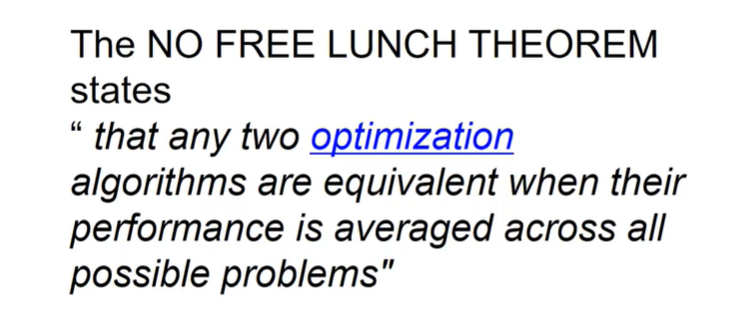 The NO FREE LUNCH THEOREM
states
“ that any two optimization
algorithms are equivalent when their
performance is averaged across all
possible problems"